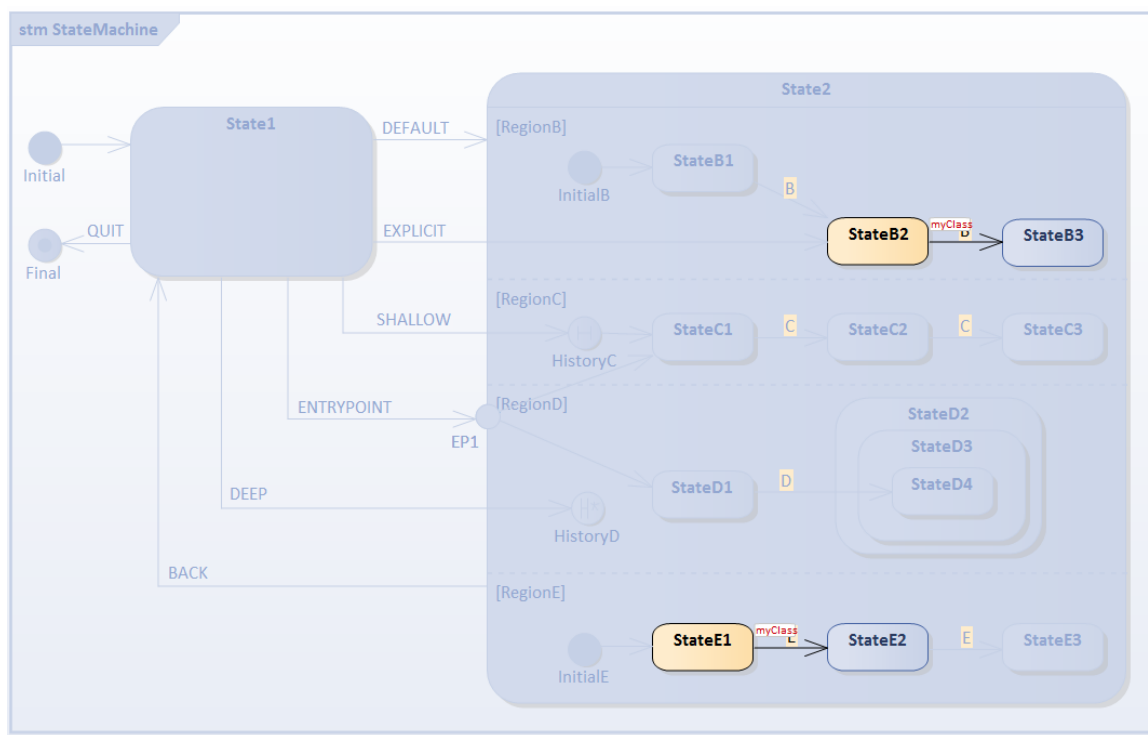 stm StateMachine
State2
State1
DEFAULT
[RegionB]
Initial
InitialB
StateB1
B
QUIT
EXPLICIT
StateB2
myClass
B
StateB3
Final
[RegionC]
SHALLOW
H
HistoryC
StateC1
C
StateC2
C
StateC3
ENTRYPOINT
[RegionD]
EP1
StateD2
StateD3
StateD4
StateD1
D
DEEP
H*
HistoryD
BACK
[RegionE]
StateE1
myClass
StateE2
E
StateE3
InitialE